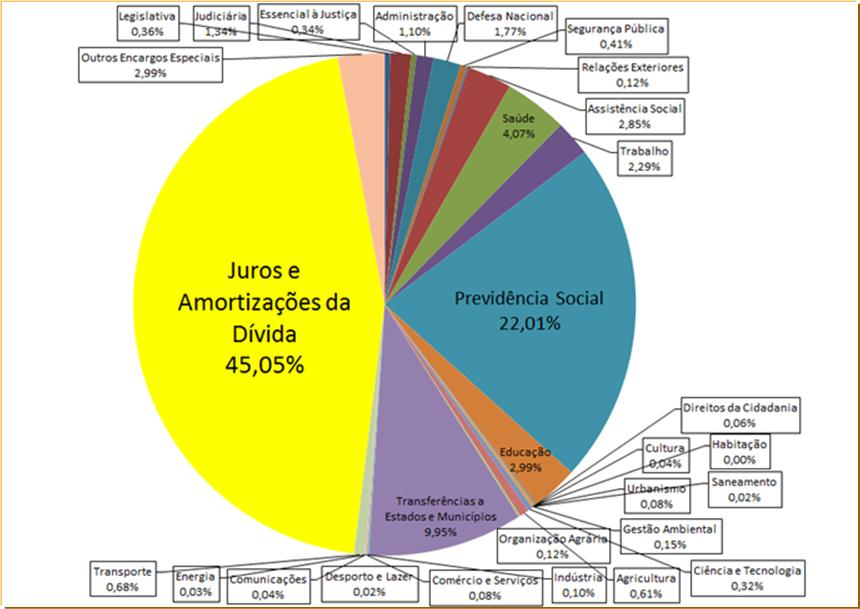 Legislativa
0,36%
Judiciária
1,34%
Essencial à Justiça
0,34%
Administração
1,10%
Defesa Nacional
1,77%
Segurança Pública
0,41%
Relações Exteriores
0,12%
Assistência Social
2,85%
Trabalho
2,29%
Outros Encargos Especiais
2,99%
Saúde
4,07%
Juros e
Amortizações da
Dívida
45,05%
Previdência Social
22,01%
Educação
2,99%
Direitos da Cidadania
0,06%
Cultura
0,04%
Habitação
0,00%
Urbanismo
0,08%
Saneamento
0,02%
Gestão Ambiental
0,15%
Ciência e Tecnologia
0,32%
Transferências a
Estados e Municípios
9,95%
Organização Agrária
0,12%
Agricultura
0,61%
Indústria
0,10%
Comércio e Serviços
0,08%
Desporto e Lazer
0,02%
Comunicações
0,04%
Energia
0,03%
Transporte
0,68%